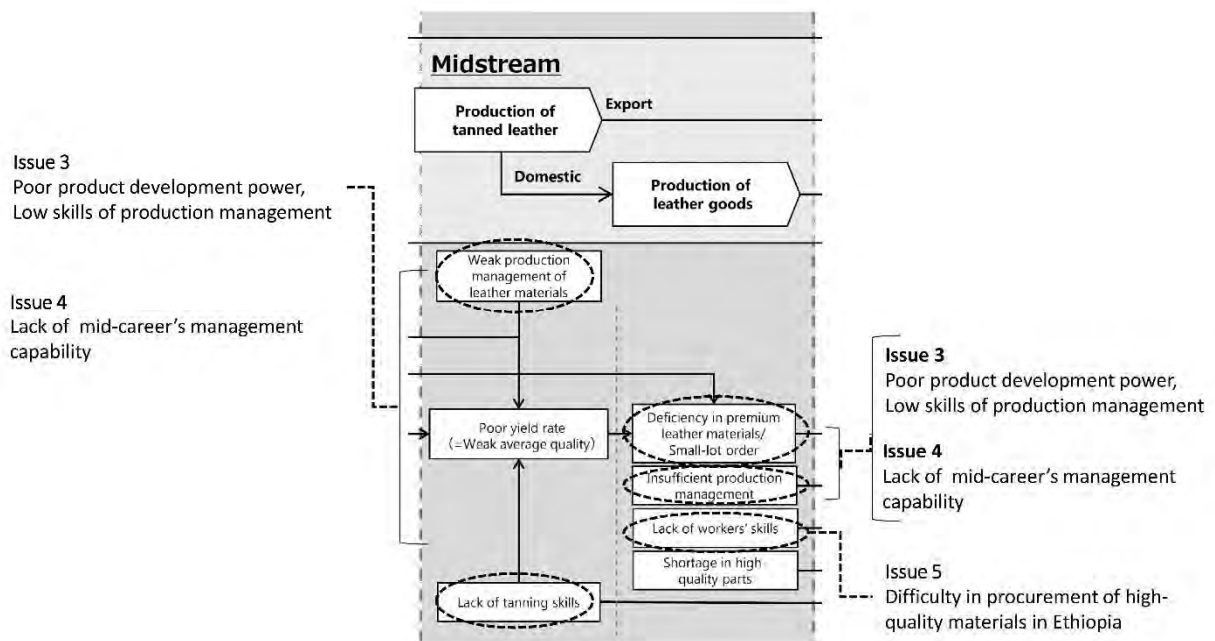 Midstream
Production of
tanned leather
Export
Domestic
Production of
leather goods
Issue 3
Poor product development power,
Low skills of production management
Issue 4
Lack of mid-career's management
capability
Weak production
management of
leather materials
Poor yield rate
(=Weak average quality)
Lack of tanning skills
Deficiency in premium
leather materials/
Small-lot order
Insufficient production
management
Lack of workers' skills
Shortage in high-
quality parts
Issue 3
Poor product development power,
Low skills of production management
Issue 4
Lack of mid-career's management
capability
Issue 5
Difficulty in procurement of high-
quality materials in Ethiopia